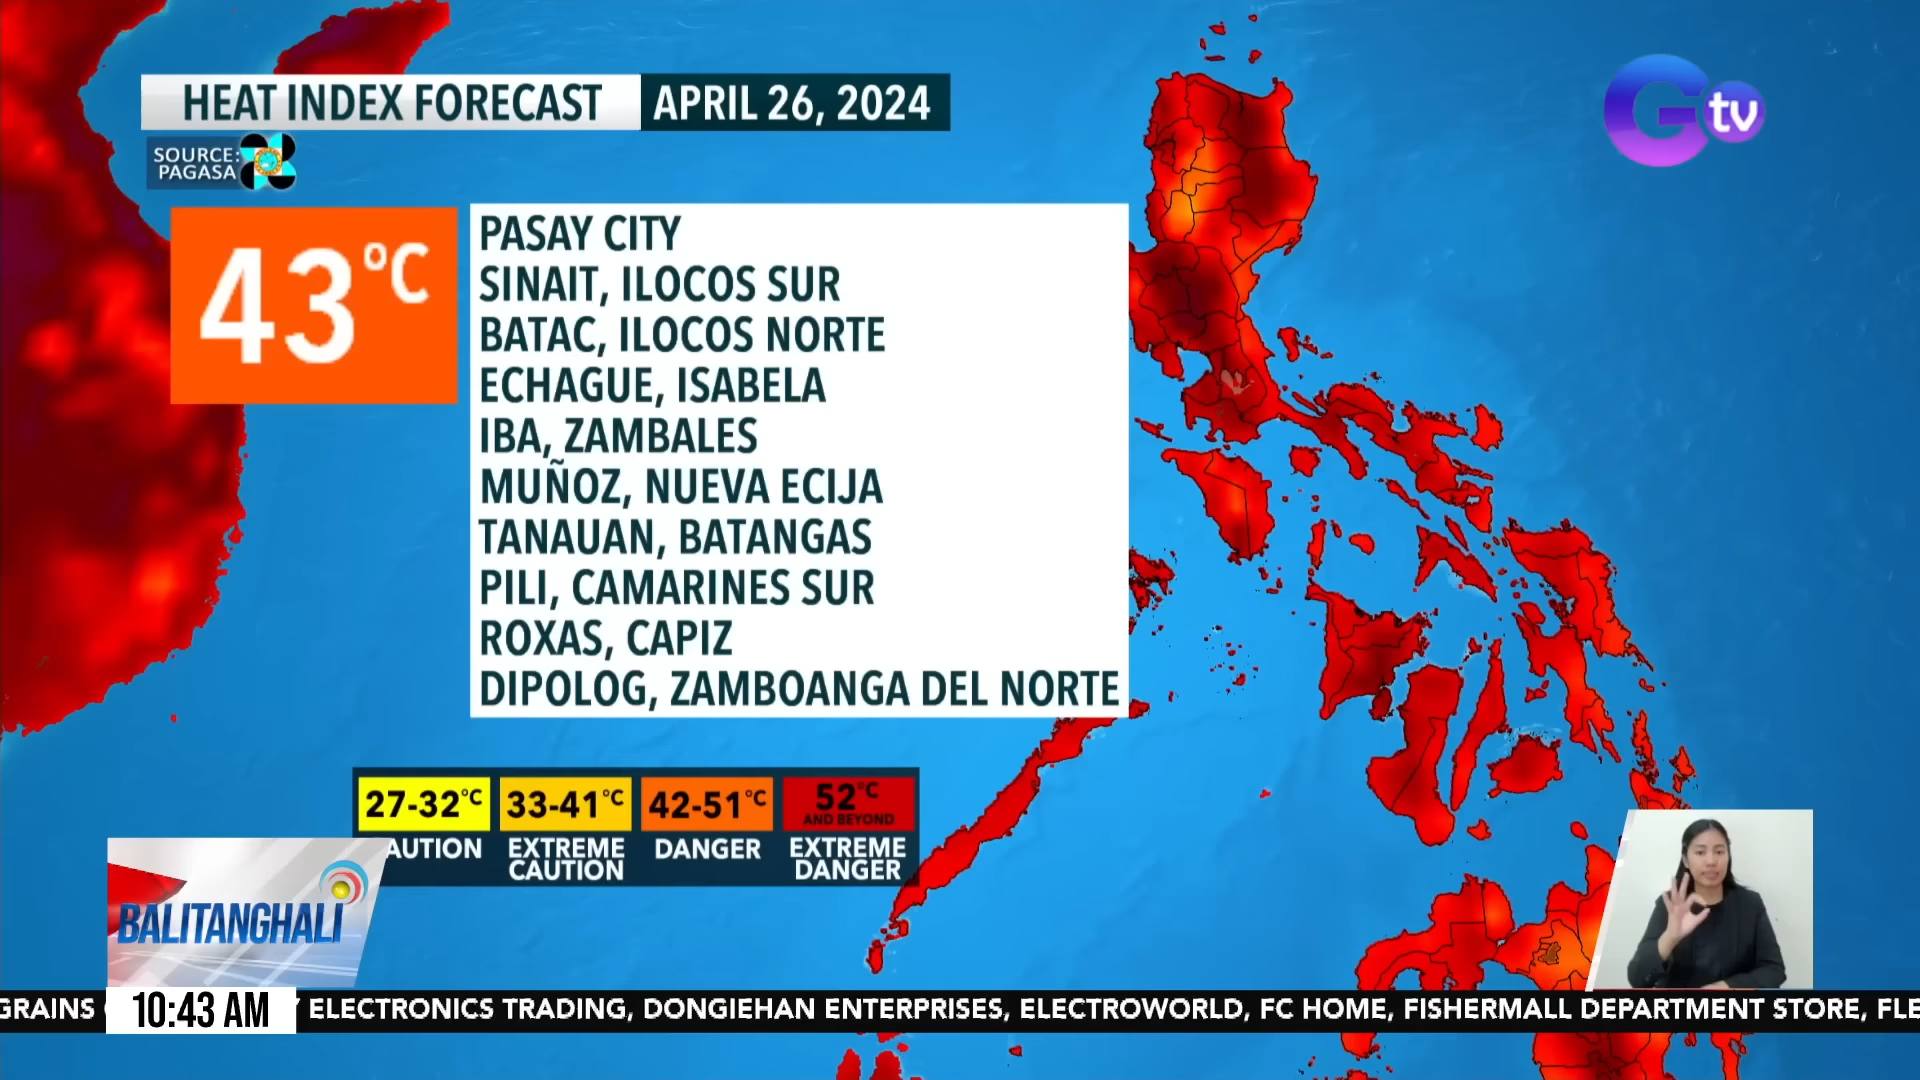 HEAT INDEX FORECAST APRIL 26, 2024
SOURCE:
PAGASA
Gtv
43°C
PASAY CITY
SINAIT, ILOCOS SUR
BATAC, ILOCOS NORTE
ECHAGUE, ISABELA
IBA, ZAMBALES
MUÑOZ, NUEVA ECIJA
TANAUAN, BATANGAS
PILI, CAMARINES SUR
ROXAS, CAPIZ
DIPOLOG, ZAMBOANGA DEL NORTE
27-32°C
AUTION
33-41°C
EXTREME
CAUTION
42-51°C
DANGER
52°C
AND BEYOND
EXTREME
DANGER
BALITANGHALI
10:43 AM
GRAINS ELECTRONICS TRADING, DONGIEHAN ENTERPRISES, ELECTROWORLD, FC HOME, FISHERMALL DEPARTMENT STORE, FLE